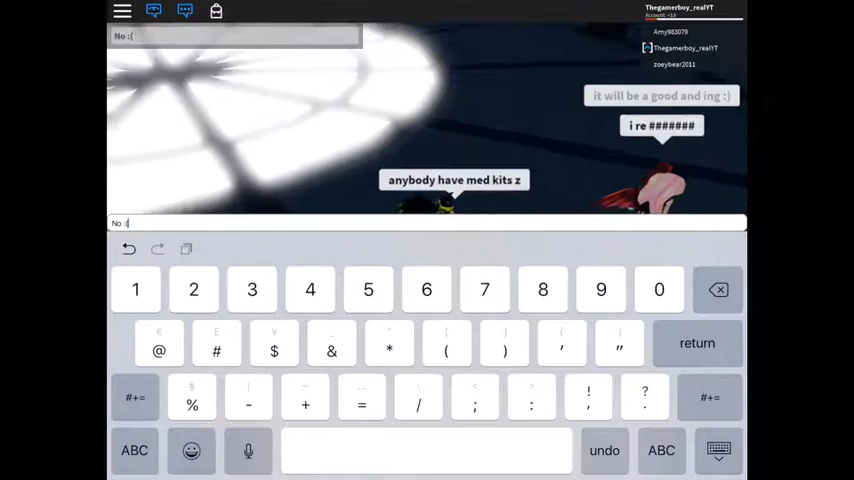 Thegamerboy_realYT
Account: <13
No :(
Amy983079
Thegamerboy_realYT
zoeybear2011
it will be a good and ing :)
i re #######
anybody have med kits z
No :(
1 2 3 4 5 6 7 8 9 0
€ £ ¥ _ ^ [ ] { }
@ # $ & * ( ) ' "
return
§ | ~ … \ < > ! ?
#+= % - + = / ; : , . #+=
ABC undo ABC